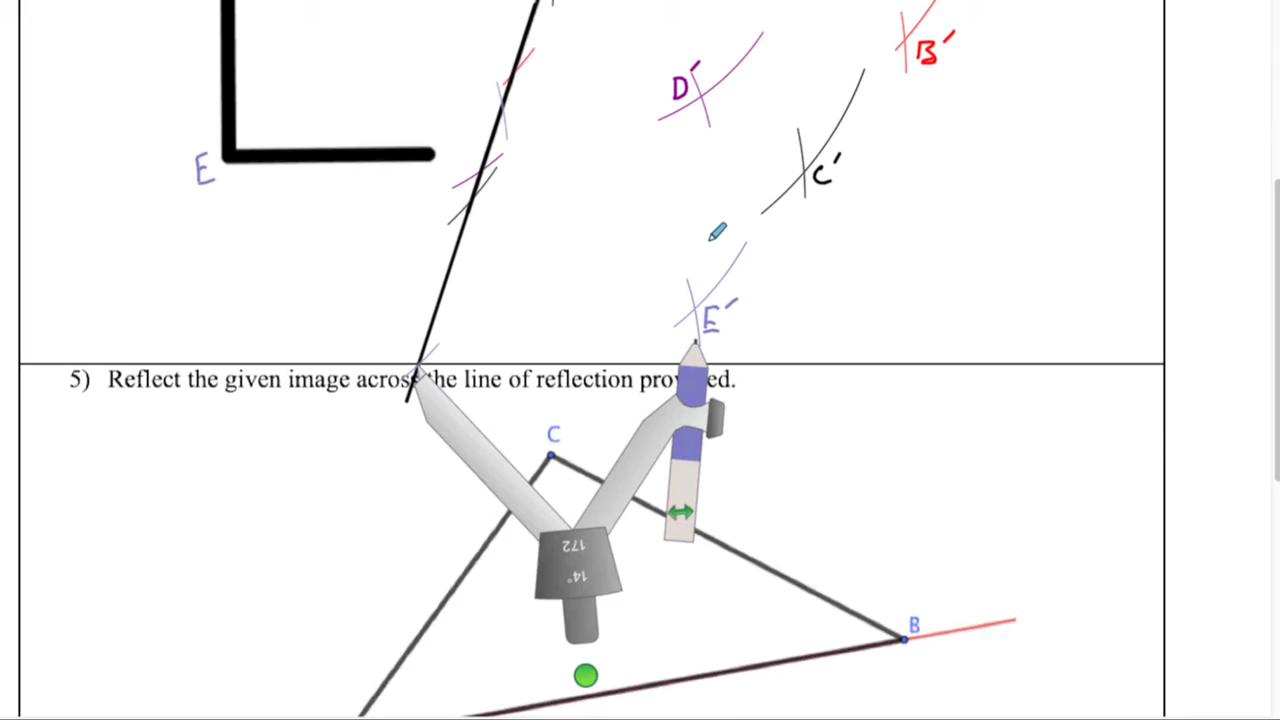 B′
D′
C′
E
E′
5) Reflect the given image across the line of reflection provided.
C
172
14°
B